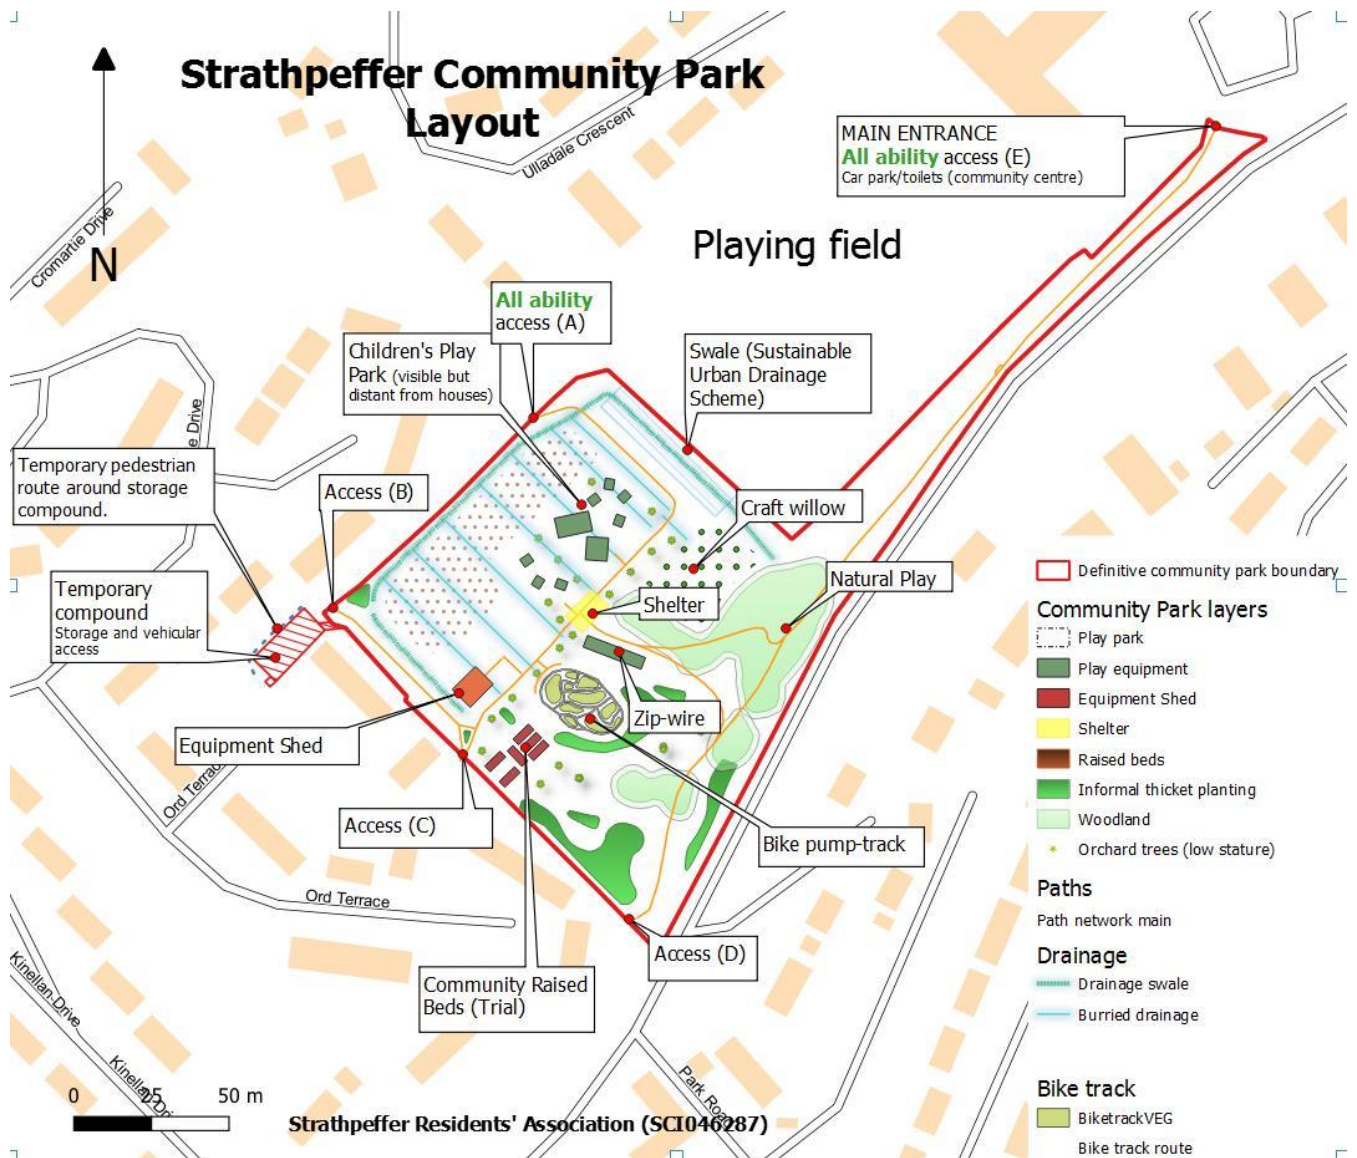 Strathpeffer Community Park
Layout
Ulladale Crescent
Cromartie Drive
N
MAIN ENTRANCE
All ability access (E)
Car park/toilets (community centre)
Playing field
All ability
access (A)
Children's Play
Park (visible but
distant from houses)
Swale (Sustainable
Urban Drainage
Scheme)
e Drive
Temporary pedestrian
route around storage
compound.
Access (B)
Craft willow
Temporary
compound
Storage and vehicular
access
Natural Play
Shelter
Zip-wire
Equipment Shed
Ord Terrac
Access (C)
Bike pump-track
Ord Terrace
Access (D)
Community Raised
Beds (Trial)
Kinellan Drive
Kinellan Dri
Park Road
0 25 50 m
Strathpeffer Residents' Association (SCI046287)
Definitive community park boundary
Community Park layers
Play park
Play equipment
Equipment Shed
Shelter
Raised beds
Informal thicket planting
Woodland
Orchard trees (low stature)
Paths
Path network main
Drainage
Drainage swale
Burried drainage
Bike track
BiketrackVEG
Bike track route